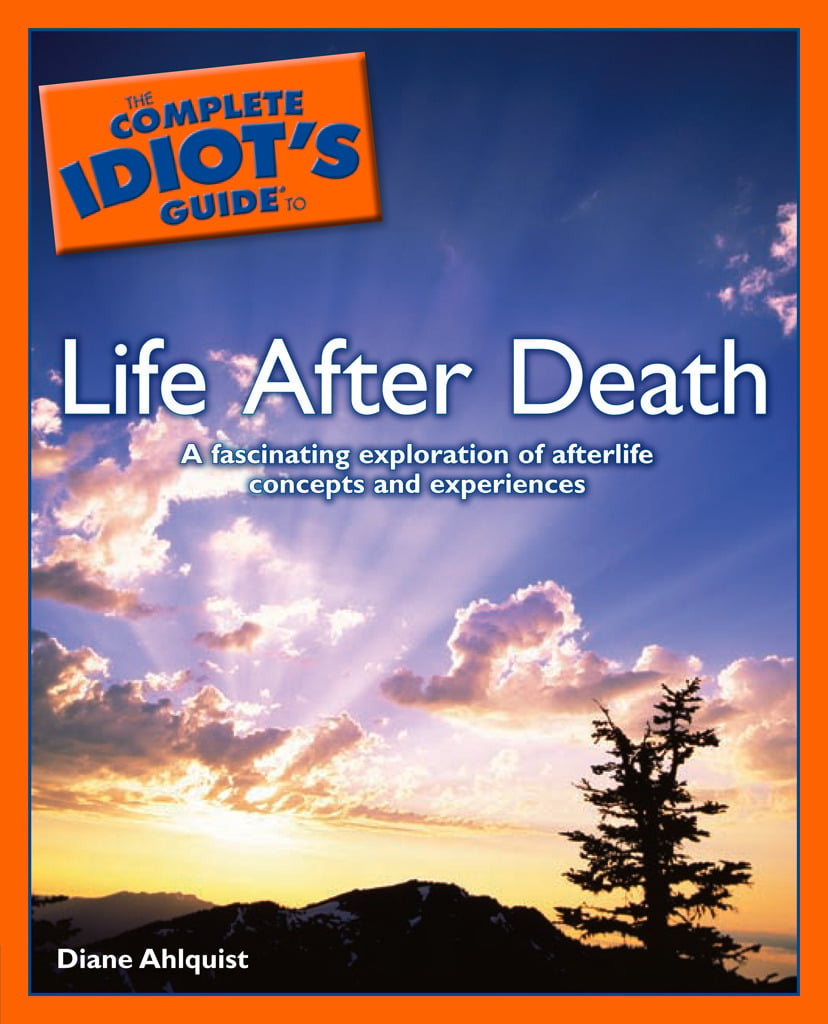 THE
COMPLETE
IDIOT'S
GUIDE® TO
Life After Death
A fascinating exploration of afterlife
concepts and experiences
Diane Ahlquist